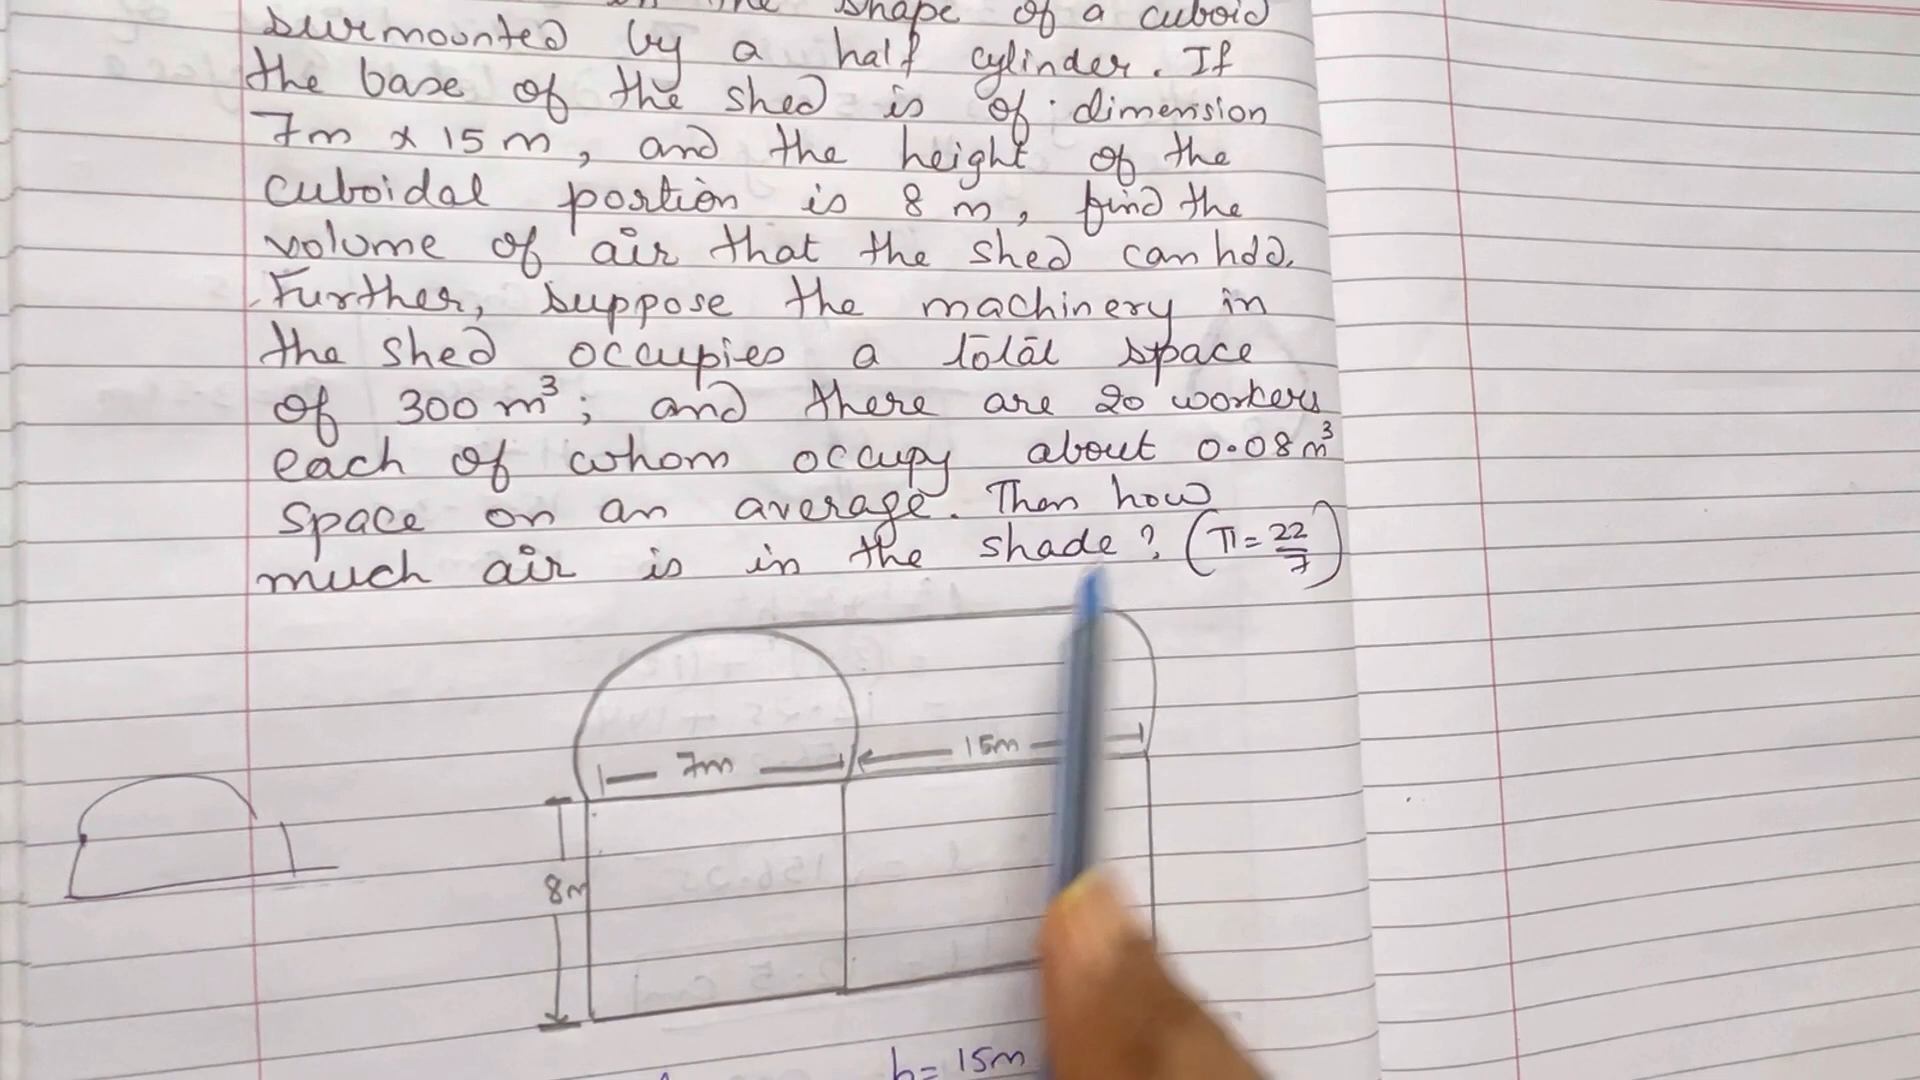 the shape of a cuboid
surmounted by a half cylinder. If
the base of the shed is of dimension
7m x 15 m, and the height of the
cuboidal portion is 8 m, find the
volume of air that the shed can hdd.
Further, suppose the machinery in
the shed occupies a total space
of 300 m³; and there are 20 workers
each of whom occupy about 0.08 m³
space on an average. Then how
much air is in the shade? (π = 22/7)
7m
15m
8m
b = 15m